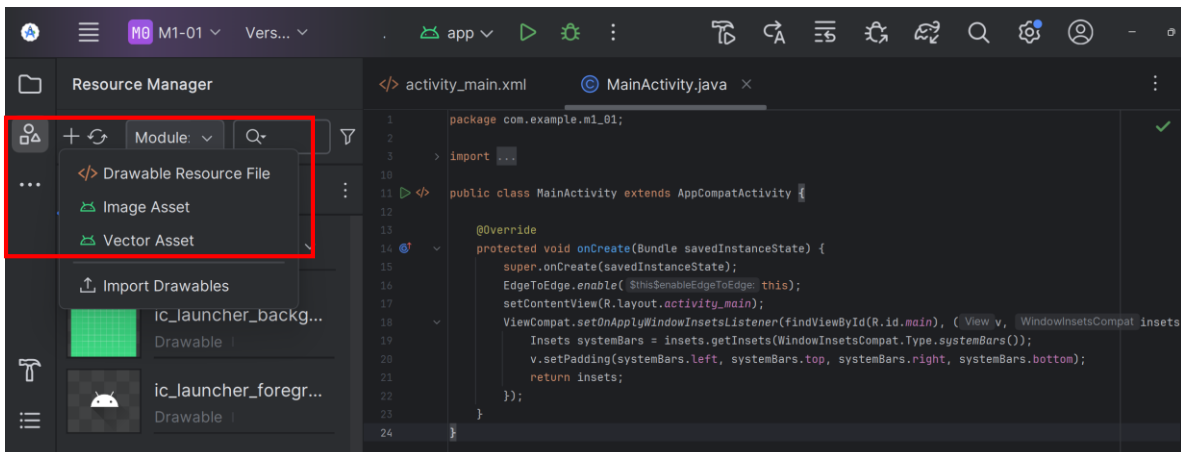 M0 M1-01 Vers...
app
Resource Manager
Module:
Drawable Resource File
Image Asset
Vector Asset
Import Drawables
ic_launcher_backg...
Drawable
ic_launcher_foregr...
Drawable
</> activity_main.xml
MainActivity.java
1 package com.example.m1_01;
2
3 import ...
10
11 public class MainActivity extends AppCompatActivity {
12
13 @Override
14 protected void onCreate(Bundle savedInstanceState) {
15 super.onCreate(savedInstanceState);
16 EdgeToEdge.enable( $this$enableEdgeToEdge: this);
17 setContentView(R.layout.activity_main);
18 ViewCompat.setOnApplyWindowInsetsListener(findViewById(R.id.main), ( View v, WindowInsetsCompat insets
19 Insets systemBars = insets.getInsets(WindowInsetsCompat.Type.systemBars());
20 v.setPadding(systemBars.left, systemBars.top, systemBars.right, systemBars.bottom);
21 return insets;
22 });
23 }
24 }